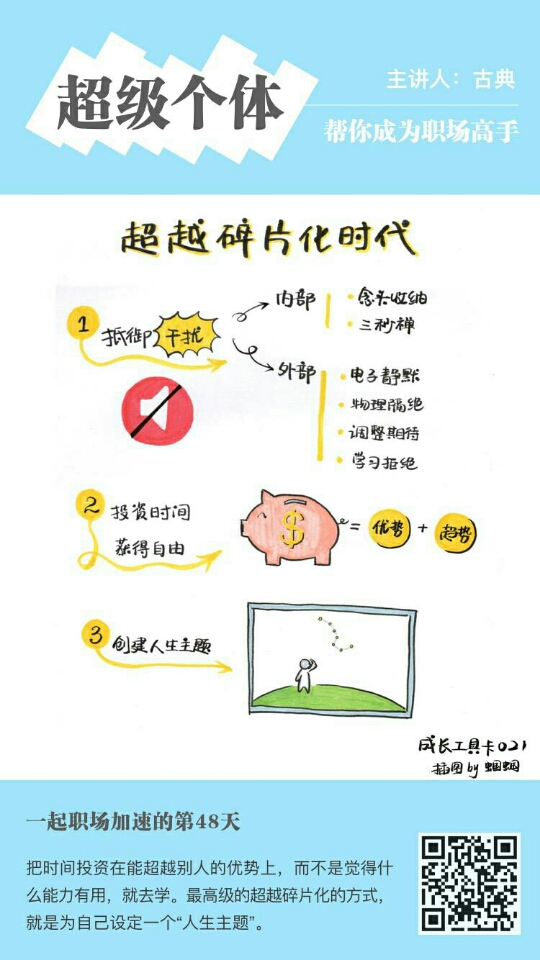 超级个体
主讲人：古典
帮你成为职场高手
超越碎片化时代
1 抵御干扰
内部
·念头收纳
·三秒禅
外部
·电子静默
·物理隔绝
·调整期待
·学习拒绝
2 投资时间
获得自由
$ = 优势 + 趋势
3 创建人生主题
成长工具卡021
插图by蝈蝈
一起职场加速的第48天
把时间投资在能超越别人的优势上，而不是觉得什
么能力有用，就去学。最高级的超越碎片化的方式，
就是为自己设定一个“人生主题”。